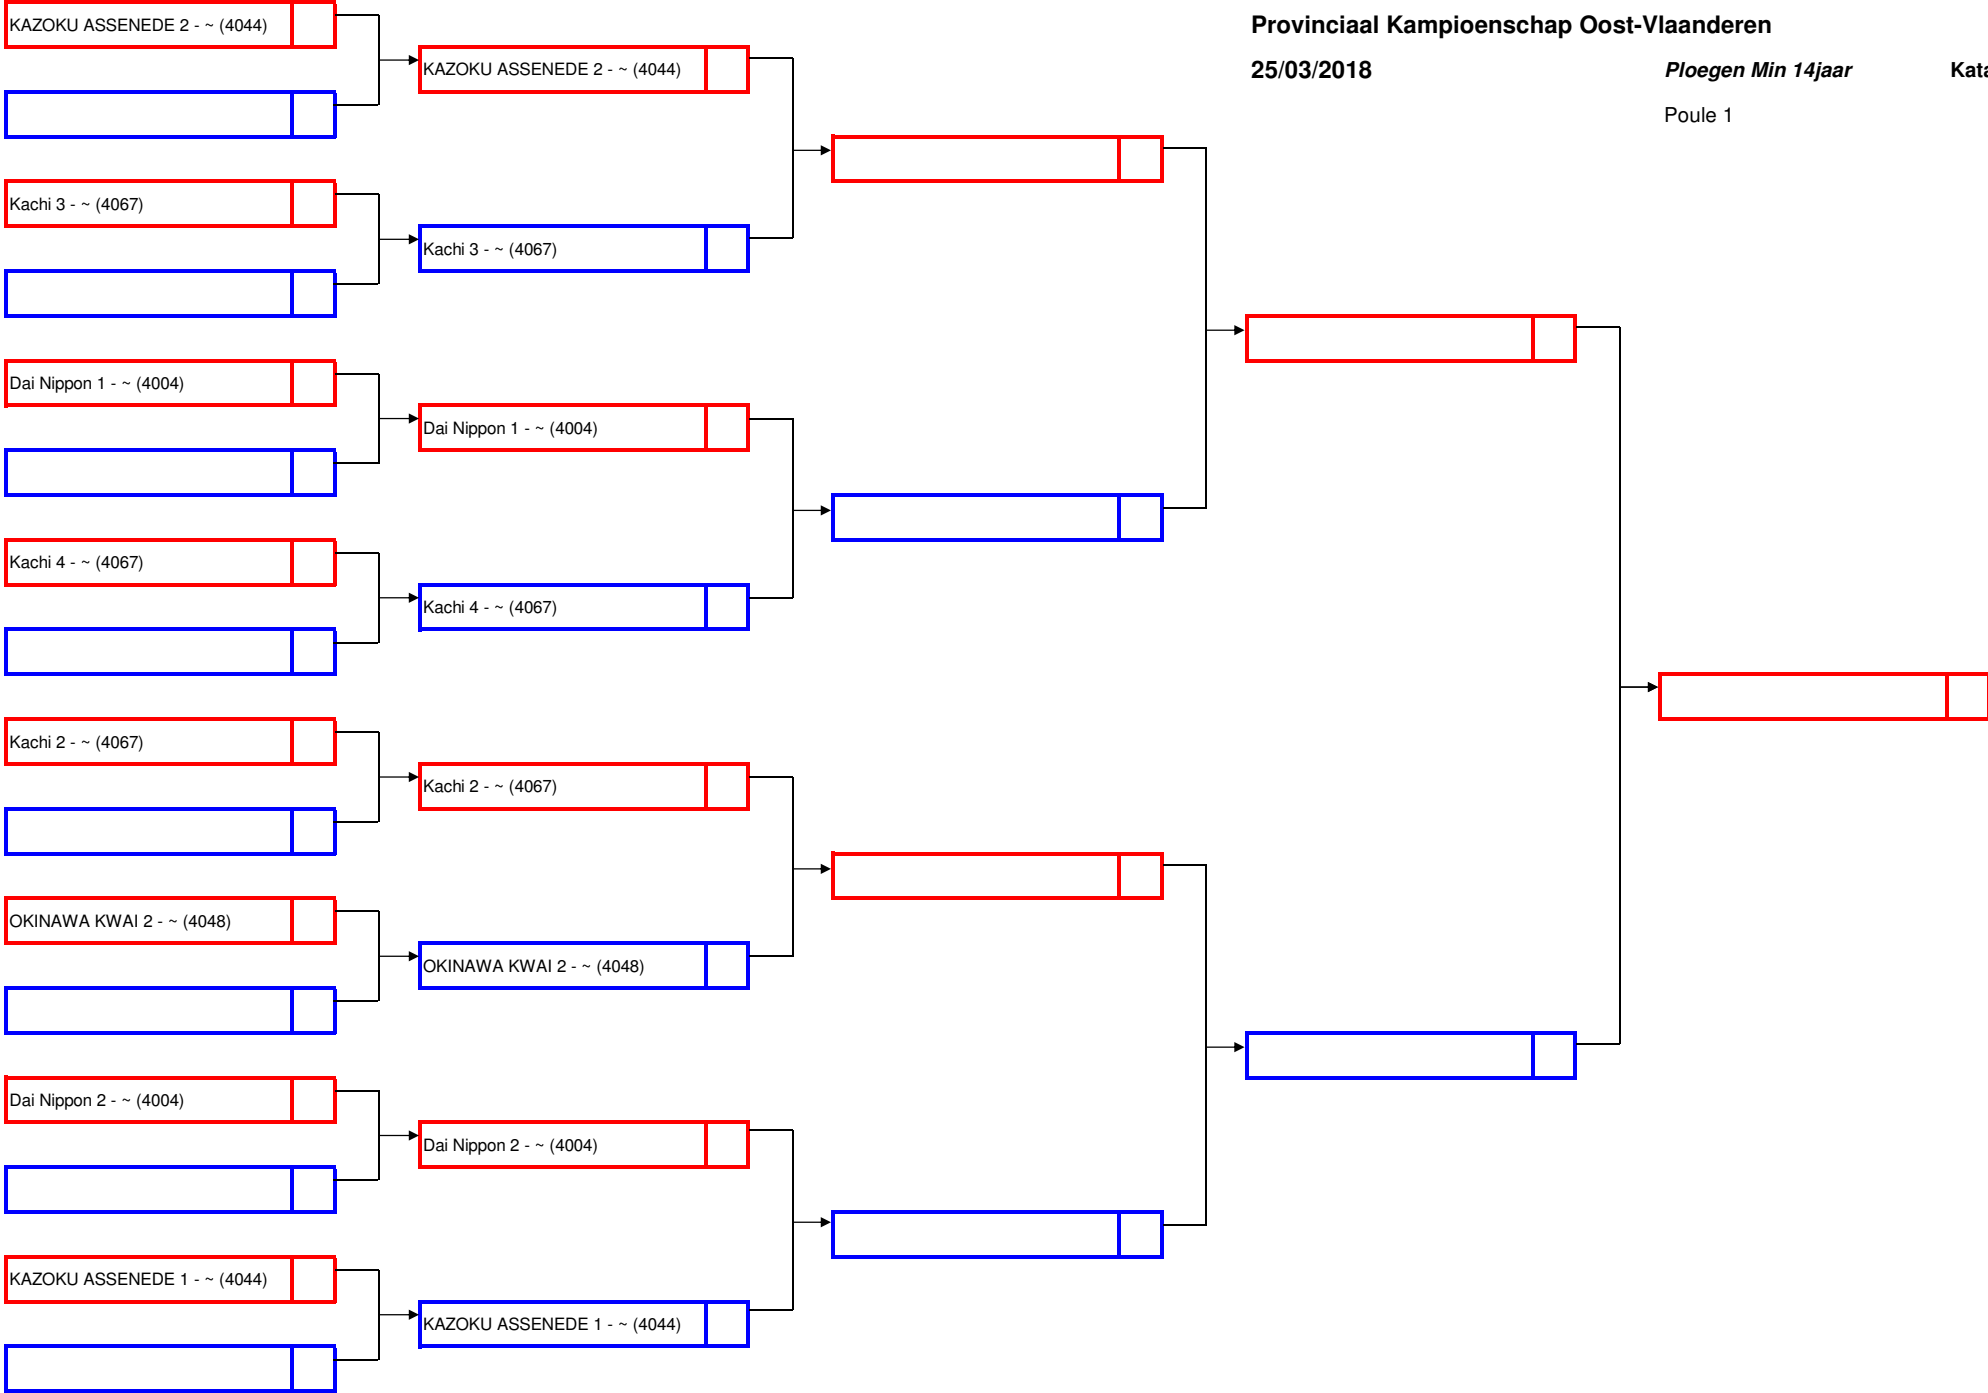 Provinciaal Kampioenschap Oost-Vlaanderen
25/03/2018 Ploegen Min 14jaar Kata
Poule 1
KAZOKU ASSENEDE 2 - ~ (4044)
KAZOKU ASSENEDE 2 - ~ (4044)
Kachi 3 - ~ (4067)
Kachi 3 - ~ (4067)
Dai Nippon 1 - ~ (4004)
Dai Nippon 1 - ~ (4004)
Kachi 4 - ~ (4067)
Kachi 4 - ~ (4067)
Kachi 2 - ~ (4067)
Kachi 2 - ~ (4067)
OKINAWA KWAI 2 - ~ (4048)
OKINAWA KWAI 2 - ~ (4048)
Dai Nippon 2 - ~ (4004)
Dai Nippon 2 - ~ (4004)
KAZOKU ASSENEDE 1 - ~ (4044)
KAZOKU ASSENEDE 1 - ~ (4044)